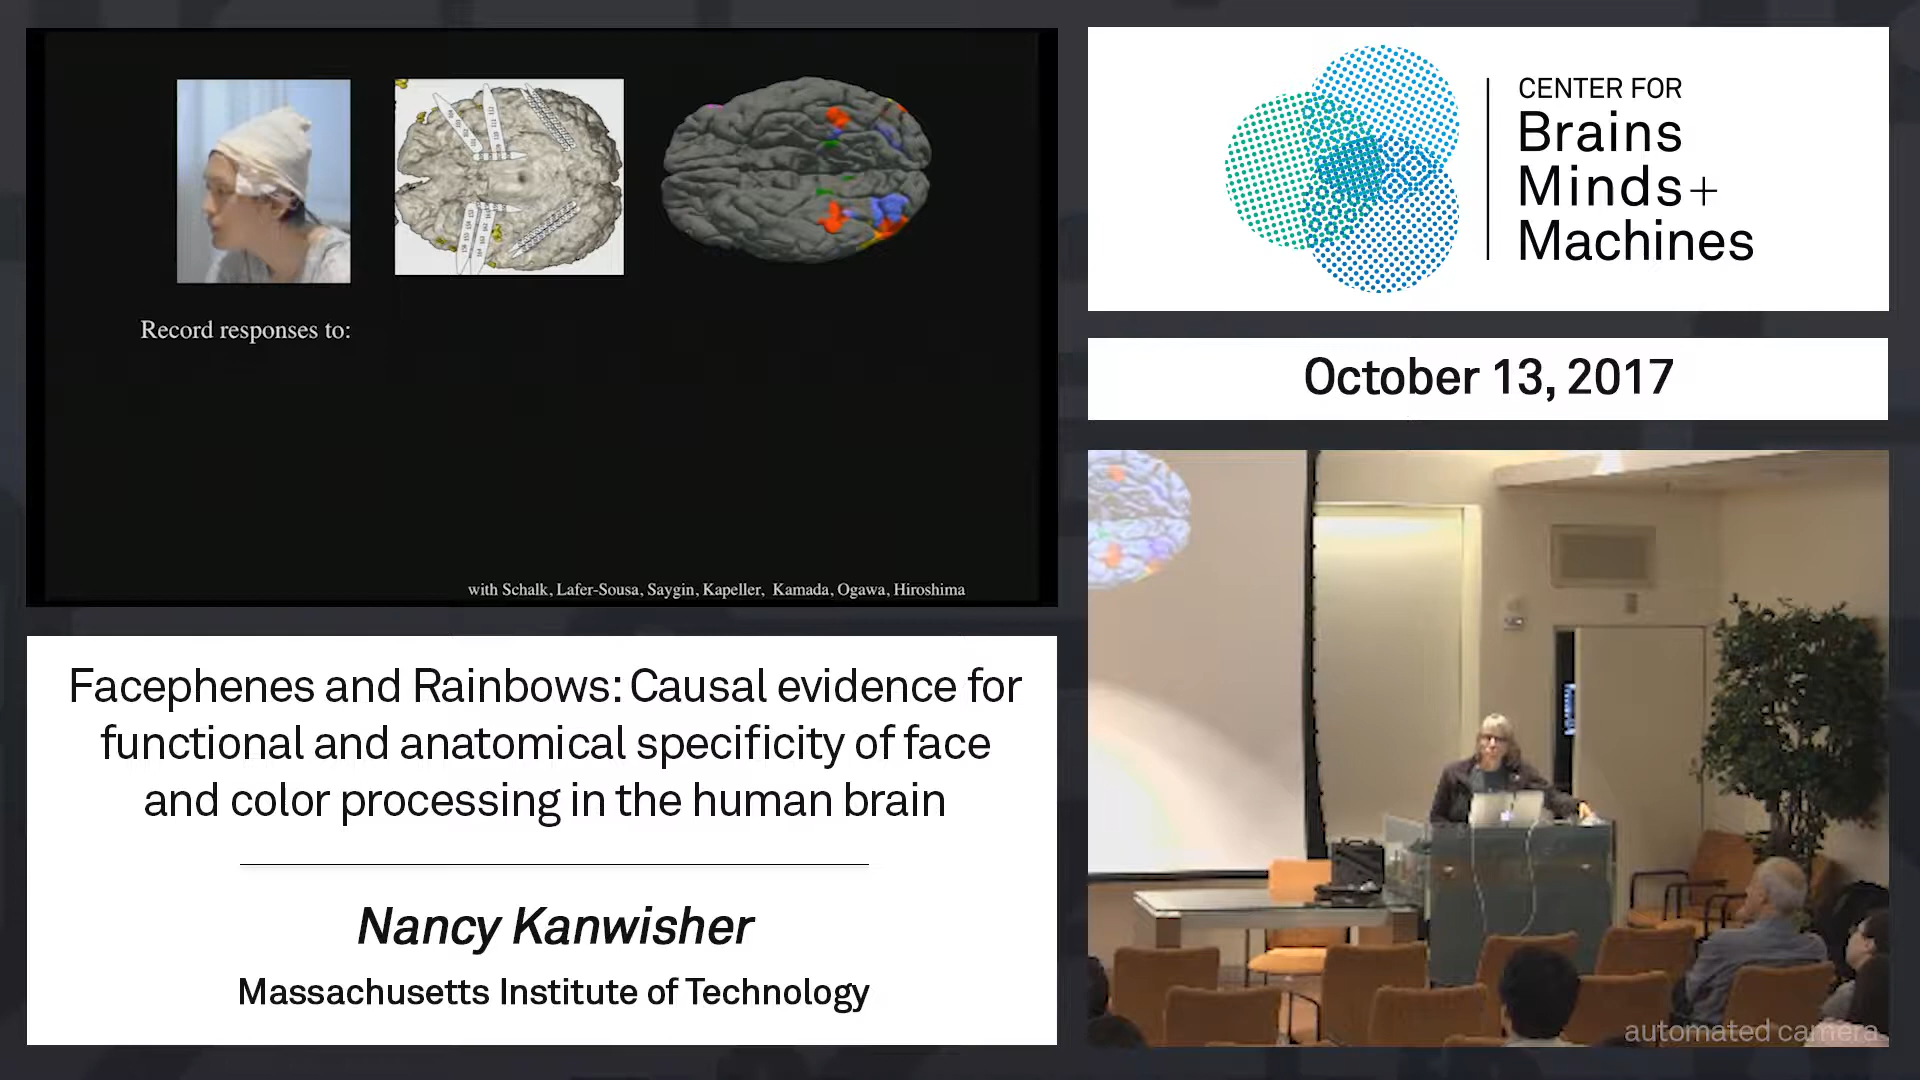 Record responses to:
with Schalk, Lafer-Sousa, Saygin, Kapeller, Kamada, Ogawa, Hiroshima
CENTER FOR
Brains
Minds+
Machines
October 13, 2017
Facephenes and Rainbows: Causal evidence for
functional and anatomical specificity of face
and color processing in the human brain
Nancy Kanwisher
Massachusetts Institute of Technology
automated camera